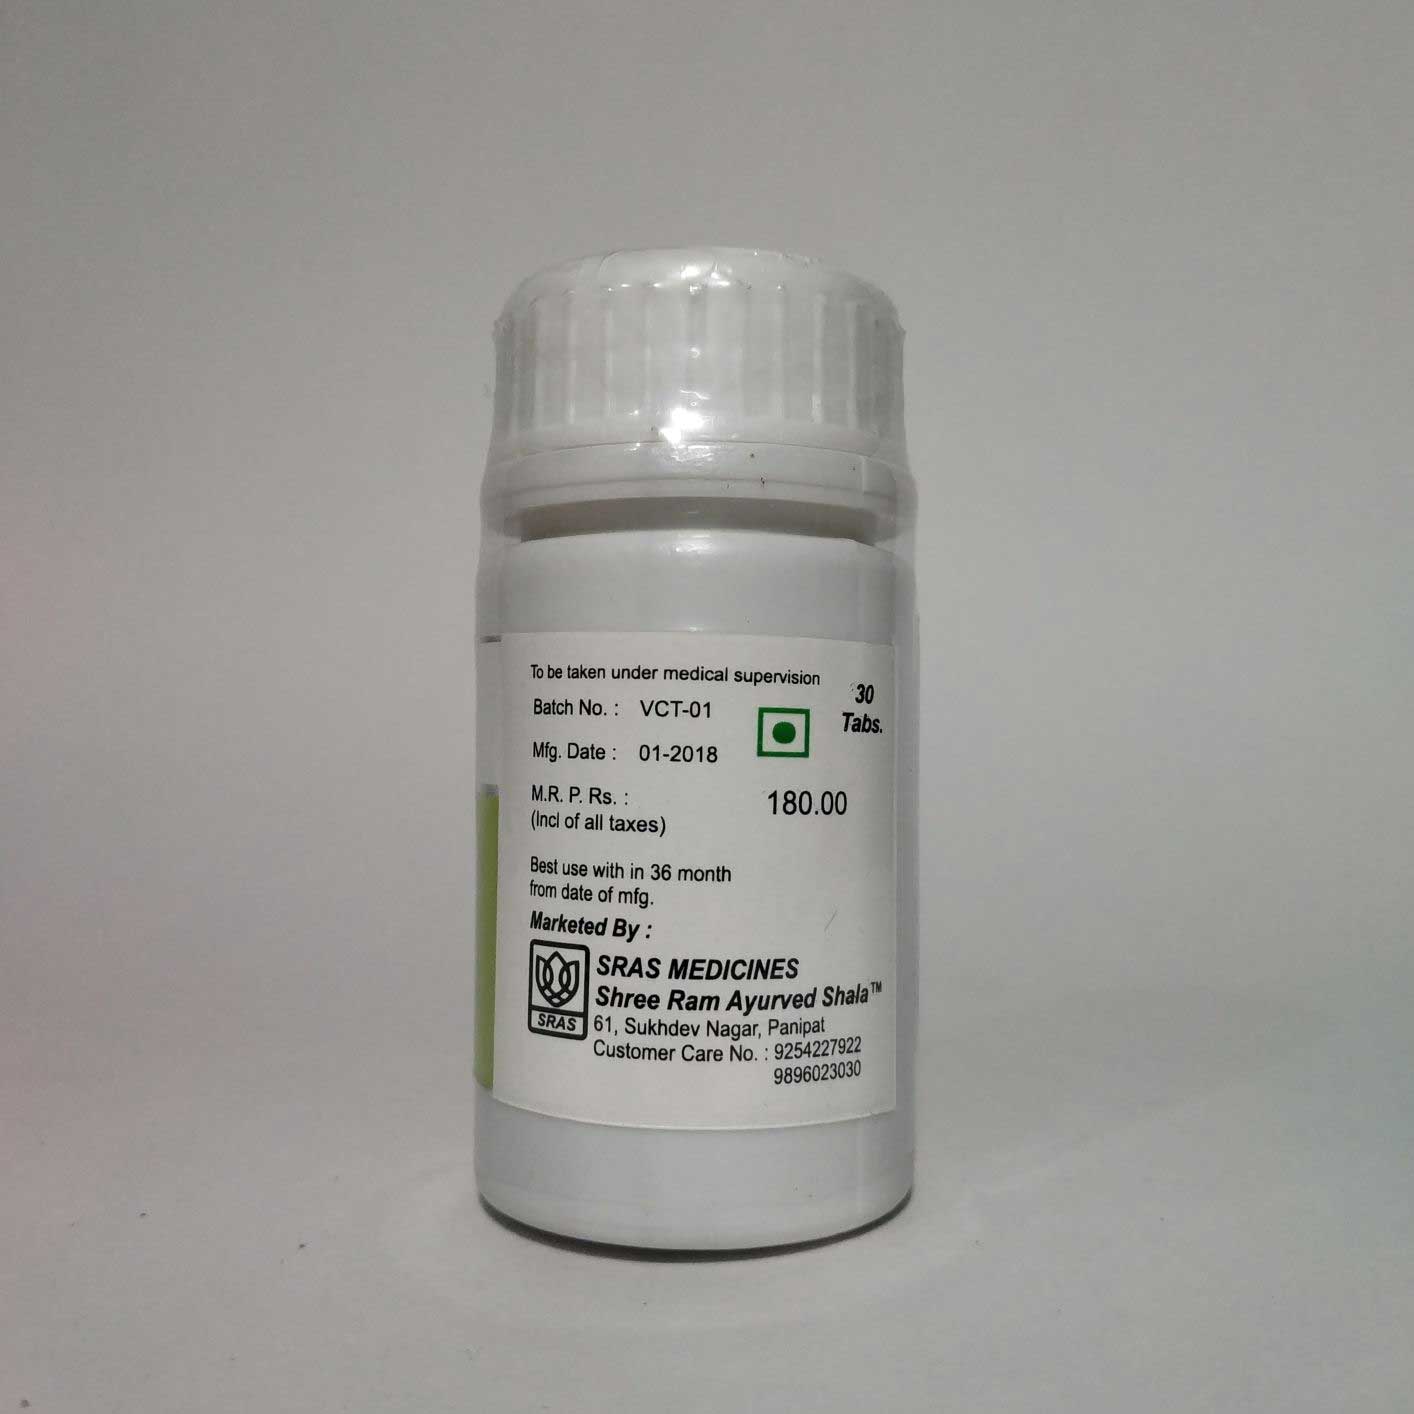 To be taken under medical supervision
30
Tabs.
Batch No. : VCT-01
Mfg. Date : 01-2018
M.R. P. Rs. : 180.00
(Incl of all taxes)
Best use with in 36 month
from date of mfg.
Marketed By :
SRAS MEDICINES
Shree Ram Ayurved Shala™
SRAS
61, Sukhdev Nagar, Panipat
Customer Care No. : 9254227922
9896023030